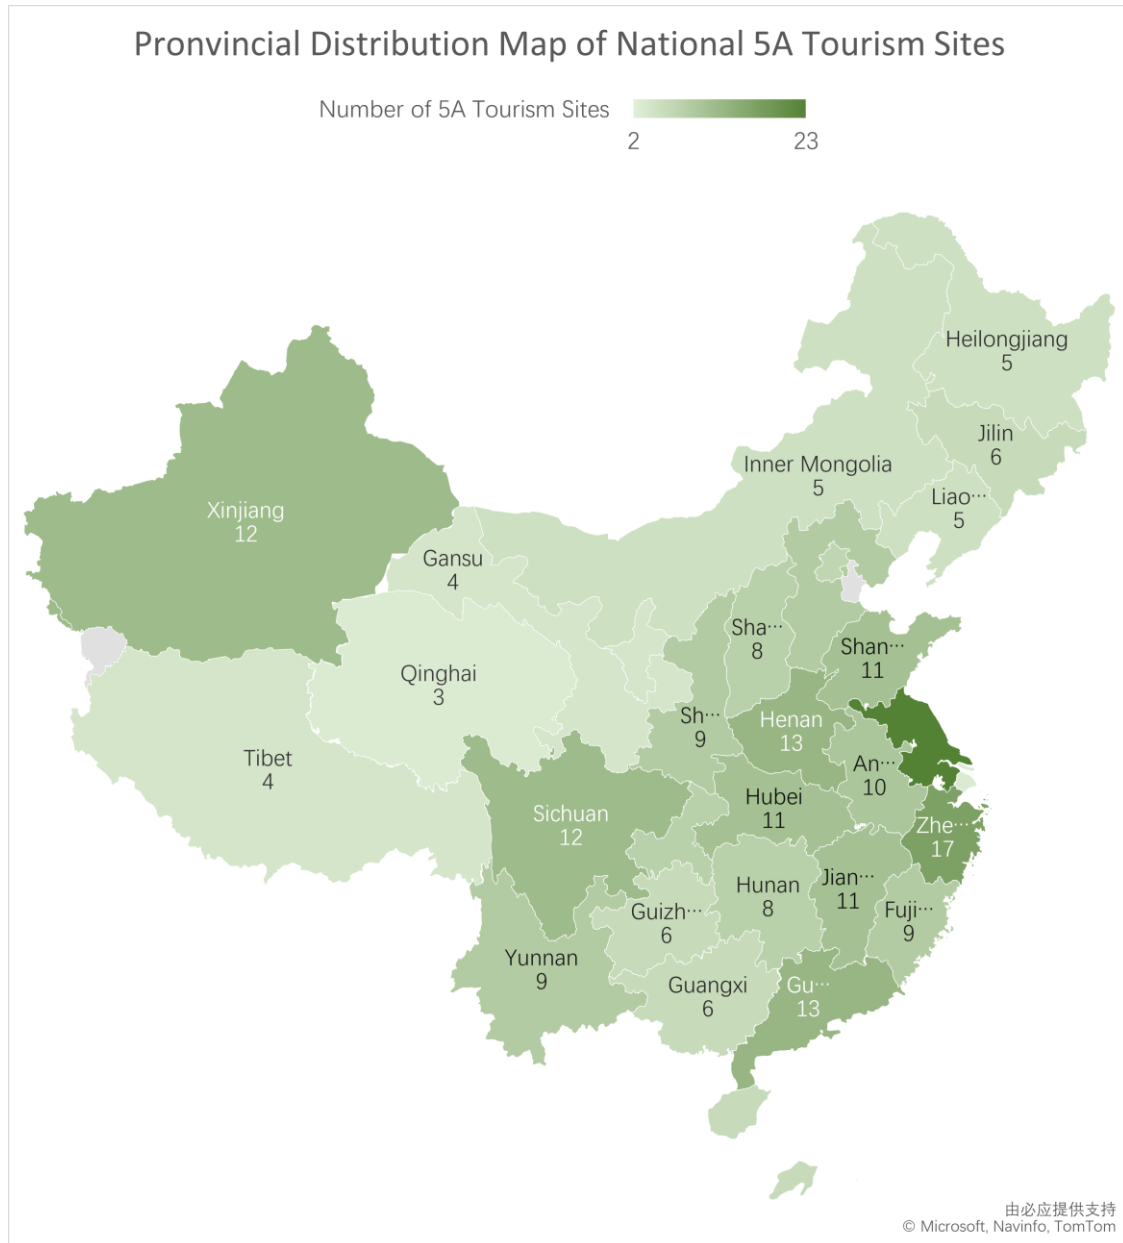 Pronvincial Distribution Map of National 5A Tourism Sites
Number of 5A Tourism Sites
2
23
Heilongjiang
5
Jilin
6
Inner Mongolia
5
Liao…
5
Xinjiang
12
Gansu
4
Sha…
8
Shan…
11
Qinghai
3
Sh…
9
Henan
13
Tibet
4
An…
10
Hubei
11
Sichuan
12
Zhe…
17
Hunan
8
Jian…
11
Guizh…
6
Fuji…
9
Yunnan
9
Guangxi
6
Gu…
13
由必应提供支持
© Microsoft, Navinfo, TomTom